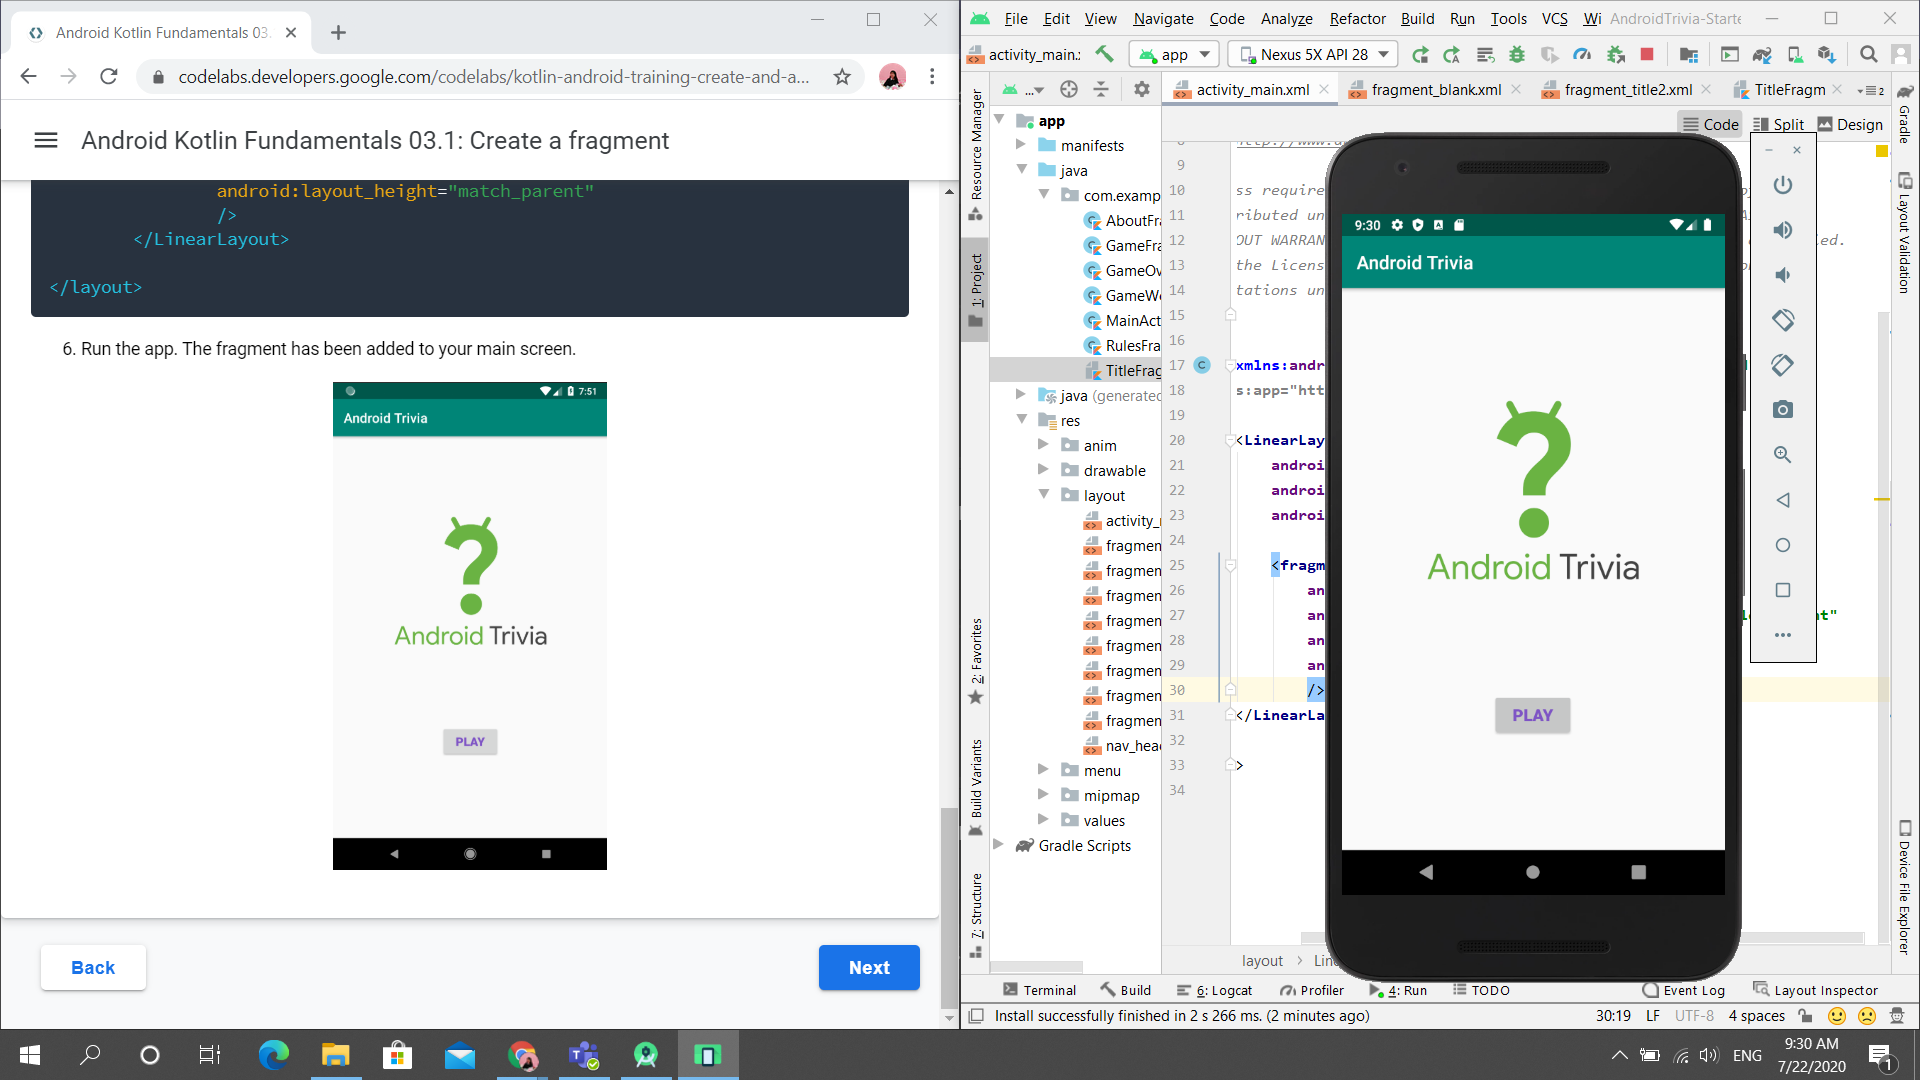 Android Kotlin Fundamentals 03.
codelabs.developers.google.com/codelabs/kotlin-android-training-create-and-a...
Android Kotlin Fundamentals 03.1: Create a fragment
android:layout_height="match_parent"
/>
</LinearLayout>
</layout>
6. Run the app. The fragment has been added to your main screen.
7:51
Android Trivia
Android Trivia
PLAY
Back
Next
File Edit View Navigate Code Analyze Refactor Build Run Tools VCS Wi AndroidTrivia-Starte
activity_main.
app
Nexus 5X API 28
...
activity_main.xml
fragment_blank.xml
fragment_title2.xml
TitleFragm
2
Code
Split
Design
Resource Manager
1: Project
2: Favorites
Build Variants
7: Structure
app
manifests
java
com.examp
AboutFra
GameFra
GameOv
GameWo
MainAct
RulesFra
TitleFrag
java (generated
res
anim
drawable
layout
activity_
fragmen
fragmen
fragmen
fragmen
fragmen
fragmen
fragmen
fragmen
nav_head
menu
mipmap
values
Gradle Scripts
9
10 ss require
11 ributed un
12 OUT WARRAN
13 the Licens
14 tations un
15
16
17 C xmlns:andr
18 s:app="htt
19
20 <LinearLay
21 androi
22 androi
23 androi
24
25 <fragm
26 an
27 an
28 an
29 an
30 />
31 </LinearLa
32
33 >
34
9:30
Android Trivia
Android Trivia
PLAY
Gradle
Layout Validation
Device File Explorer
layout › Lin
Terminal
Build
6: Logcat
Profiler
4: Run
TODO
Event Log
Layout Inspector
Install successfully finished in 2 s 266 ms. (2 minutes ago)
30:19 LF UTF-8 4 spaces
ENG
9:30 AM
7/22/2020
1